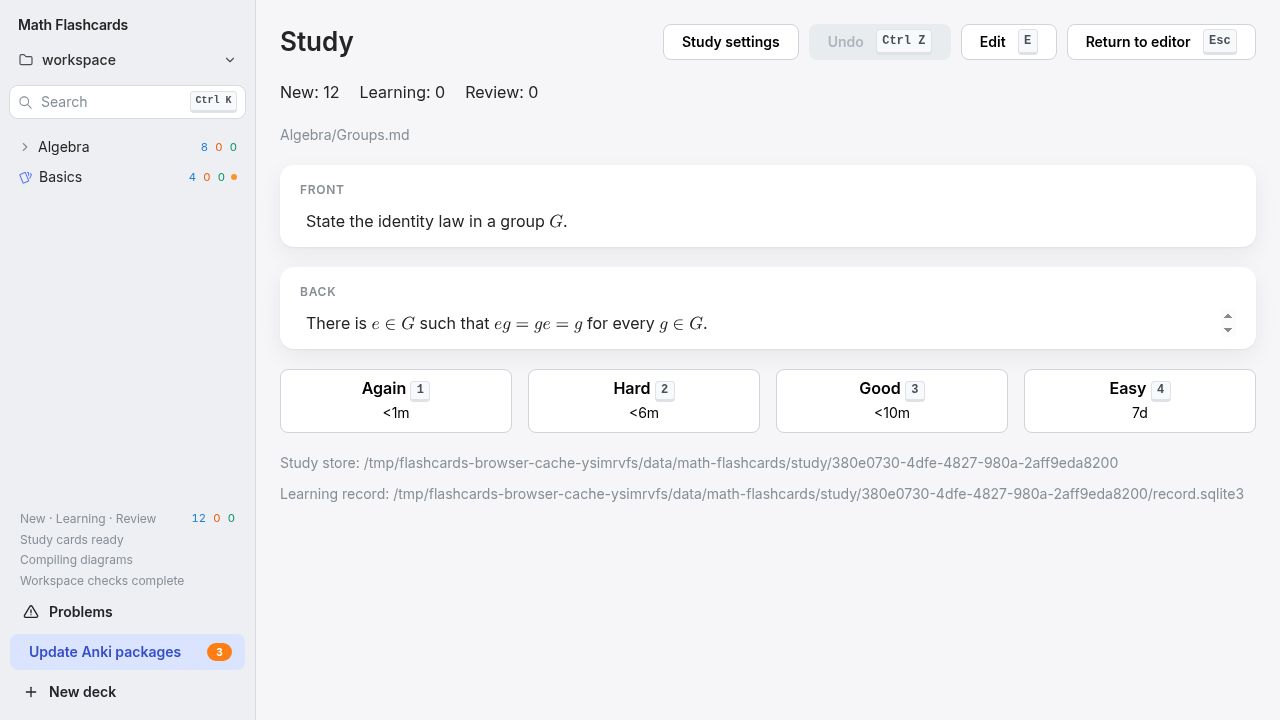 Math Flashcards
workspace
Search Ctrl K
Algebra 8 0 0
Basics 4 0 0
New · Learning · Review 12 0 0
Study cards ready
Compiling diagrams
Workspace checks complete
Problems
Update Anki packages 3
New deck
Study
Study settings
Undo Ctrl Z
Edit E
Return to editor Esc
New: 12 Learning: 0 Review: 0
Algebra/Groups.md
FRONT
State the identity law in a group G.
BACK
There is e ∈ G such that eg = ge = g for every g ∈ G.
Again 1
<1m
Hard 2
<6m
Good 3
<10m
Easy 4
7d
Study store: /tmp/flashcards-browser-cache-ysimrvfs/data/math-flashcards/study/380e0730-4dfe-4827-980a-2aff9eda8200
Learning record: /tmp/flashcards-browser-cache-ysimrvfs/data/math-flashcards/study/380e0730-4dfe-4827-980a-2aff9eda8200/record.sqlite3